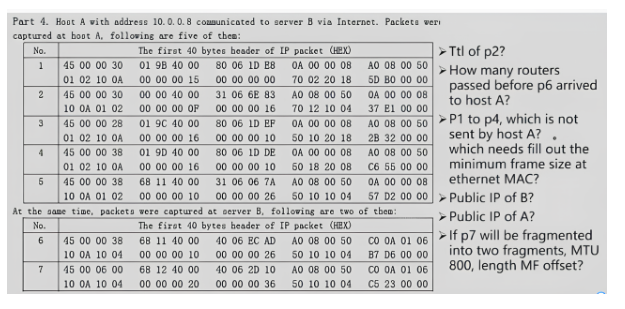 Part 4. Host A with address 10.0.0.8 communicated to server B via Internet. Packets wer
captured at host A, following are five of them:
No. The first 40 bytes header of IP packet (HEX)
1 45 00 00 30 01 9B 40 00 80 06 1D E8 0A 00 00 08 A0 08 00 50
01 02 10 0A 00 00 00 15 00 00 00 00 70 02 20 18 5D B0 00 00
2 45 00 00 30 00 00 40 00 31 06 6E 83 A0 08 00 50 0A 00 00 08
10 0A 01 02 00 00 00 0F 00 00 00 16 70 12 10 04 37 E1 00 00
3 45 00 00 28 01 9C 40 00 80 06 1D EF 0A 00 00 08 A0 08 00 50
01 02 10 0A 00 00 00 16 00 00 00 10 50 10 20 18 2B 32 00 00
4 45 00 00 38 01 9D 40 00 80 06 1D DE 0A 00 00 08 A0 08 00 50
01 02 10 0A 00 00 00 16 00 00 00 10 50 18 20 08 C6 55 00 00
5 45 00 00 38 68 11 40 00 31 06 06 7A A0 08 00 50 0A 00 00 08
10 0A 01 02 00 00 00 10 00 00 00 26 50 10 10 04 57 D2 00 00
At the same time, packets were captured at server B, following are two of them:
No. The first 40 bytes header of IP packet (HEX)
6 45 00 00 38 68 11 40 00 40 06 EC AD A0 08 00 50 C0 0A 01 06
10 0A 10 04 00 00 00 10 00 00 00 26 50 10 10 04 B7 D6 00 00
7 45 00 06 00 68 12 40 00 40 06 2D 10 A0 08 00 50 C0 0A 01 06
10 0A 10 04 00 00 00 20 00 00 00 36 50 10 10 04 C5 23 00 00
➢Ttl of p2?
➢How many routers
passed before p6 arrived
to host A?
➢P1 to p4, which is not
sent by host A?
which needs fill out the
minimum frame size at
ethernet MAC?
➢Public IP of B?
➢Public IP of A?
➢If p7 will be fragmented
into two fragments, MTU
800, length MF offset?